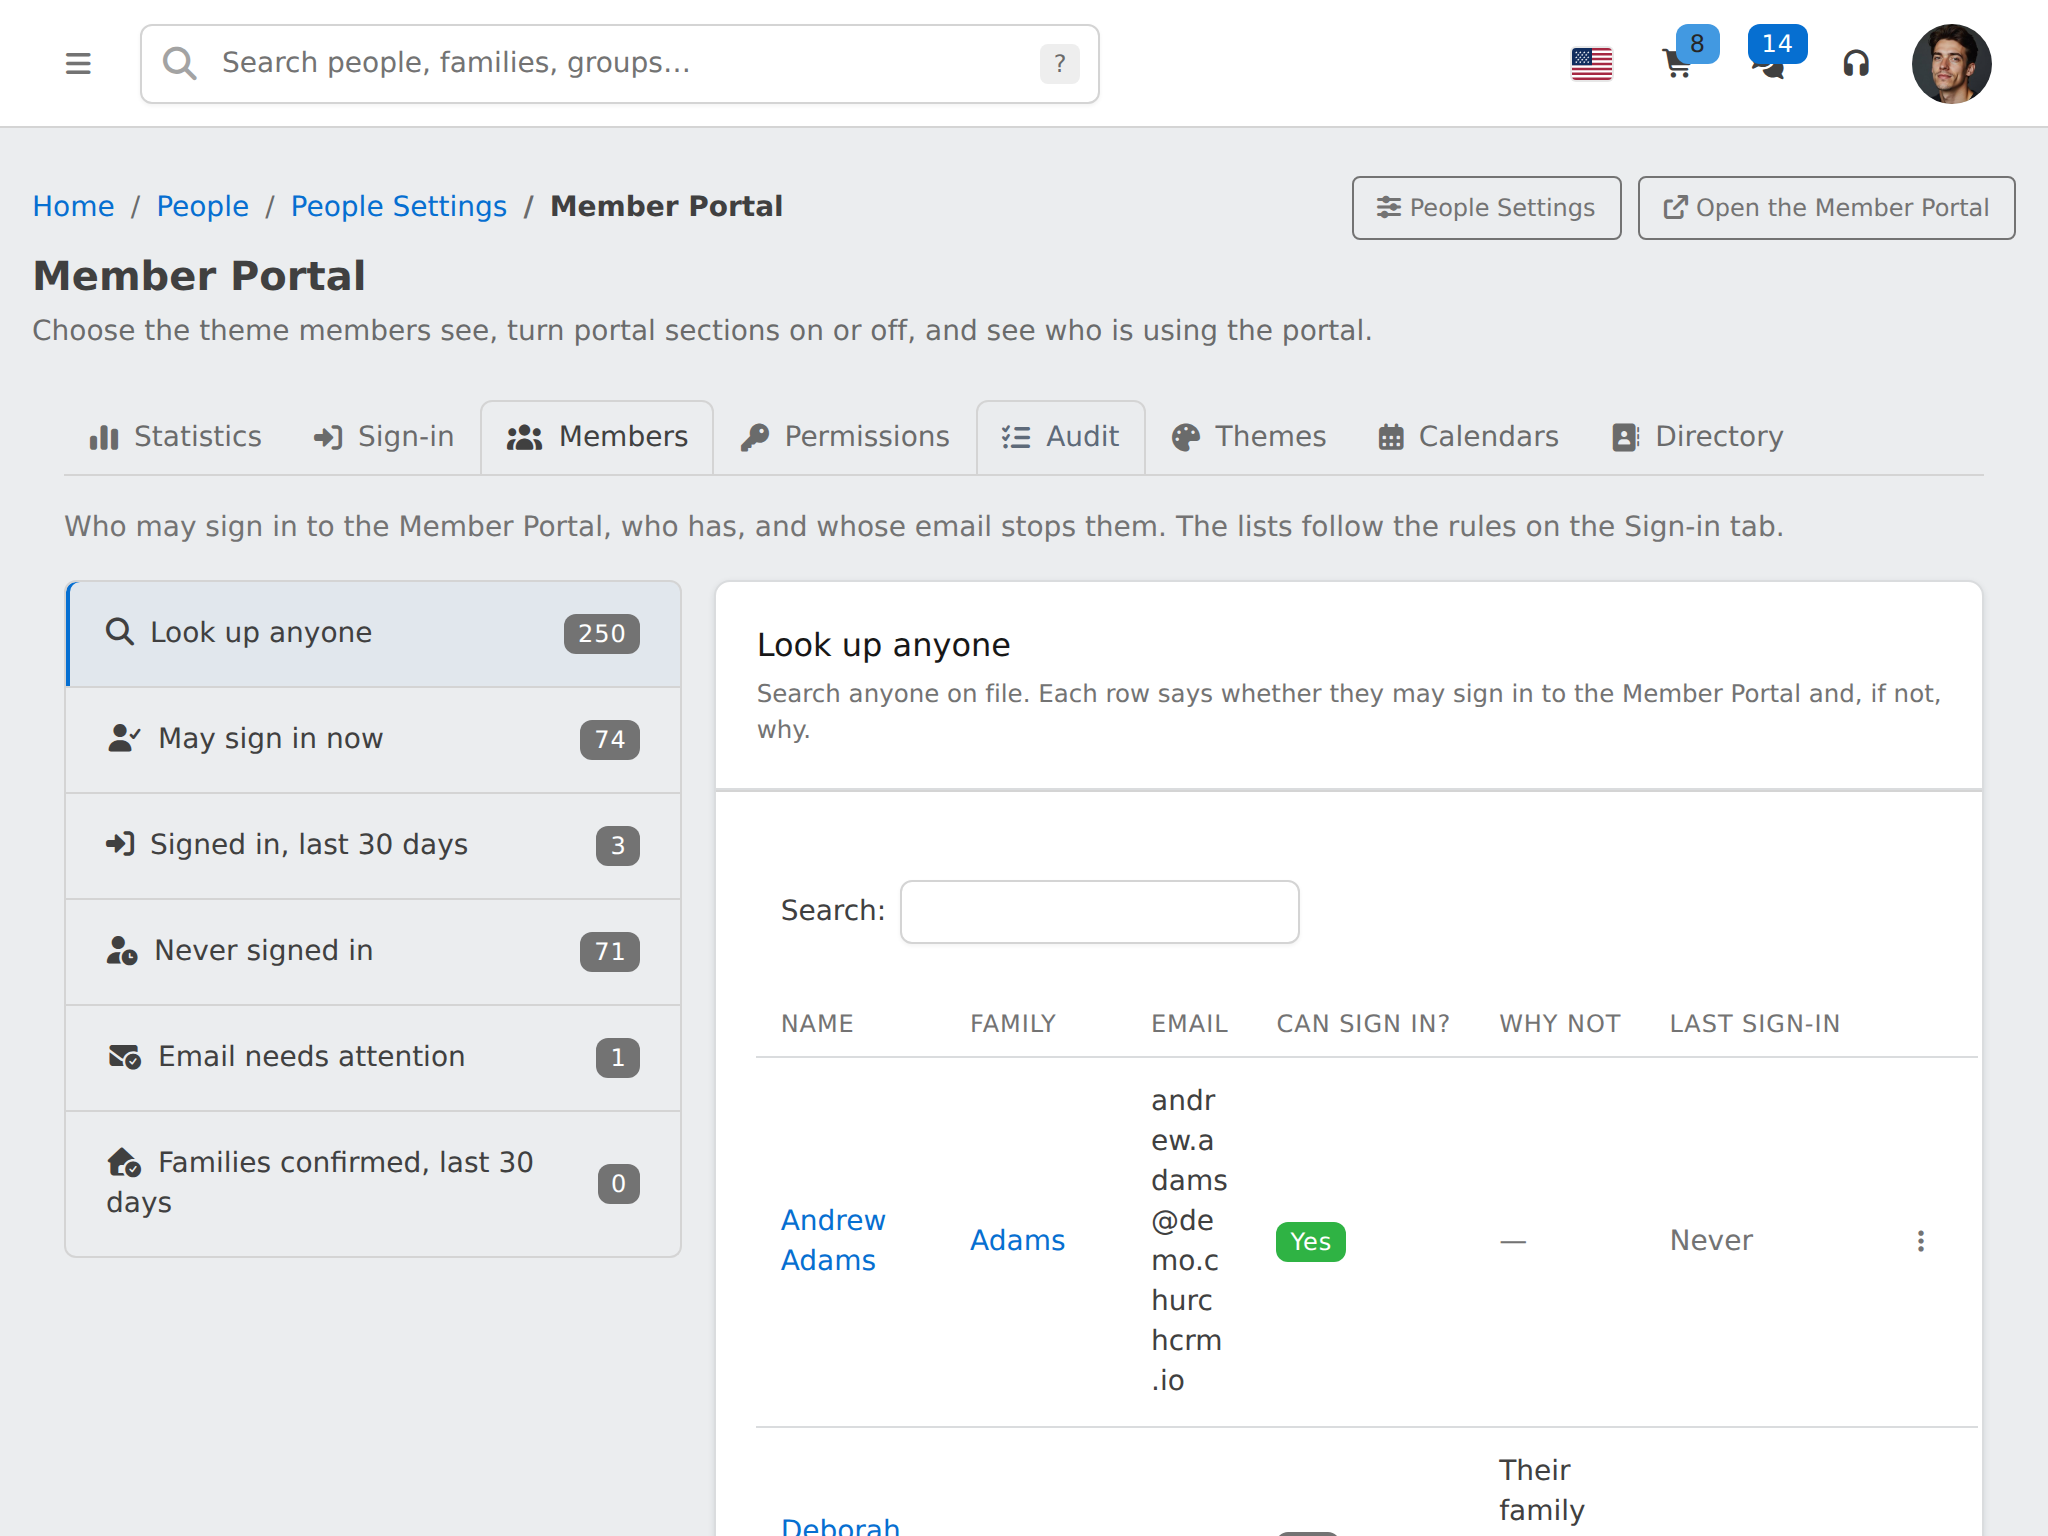 Search people, families, groups...
?
8
14
Home / People / People Settings / Member Portal
People Settings
Open the Member Portal
Member Portal
Choose the theme members see, turn portal sections on or off, and see who is using the portal.
Statistics
Sign-in
Members
Permissions
Audit
Themes
Calendars
Directory
Who may sign in to the Member Portal, who has, and whose email stops them. The lists follow the rules on the Sign-in tab.
Look up anyone 250
May sign in now 74
Signed in, last 30 days 3
Never signed in 71
Email needs attention 1
Families confirmed, last 30
days
0
Look up anyone
Search anyone on file. Each row says whether they may sign in to the Member Portal and, if not,
why.
Search:
NAME FAMILY EMAIL CAN SIGN IN? WHY NOT LAST SIGN-IN
Andrew
Adams
Adams
andr
ew.a
dams
@de
mo.c
hurc
hcrm
.io
Yes
—
Never
Deborah
Their
family